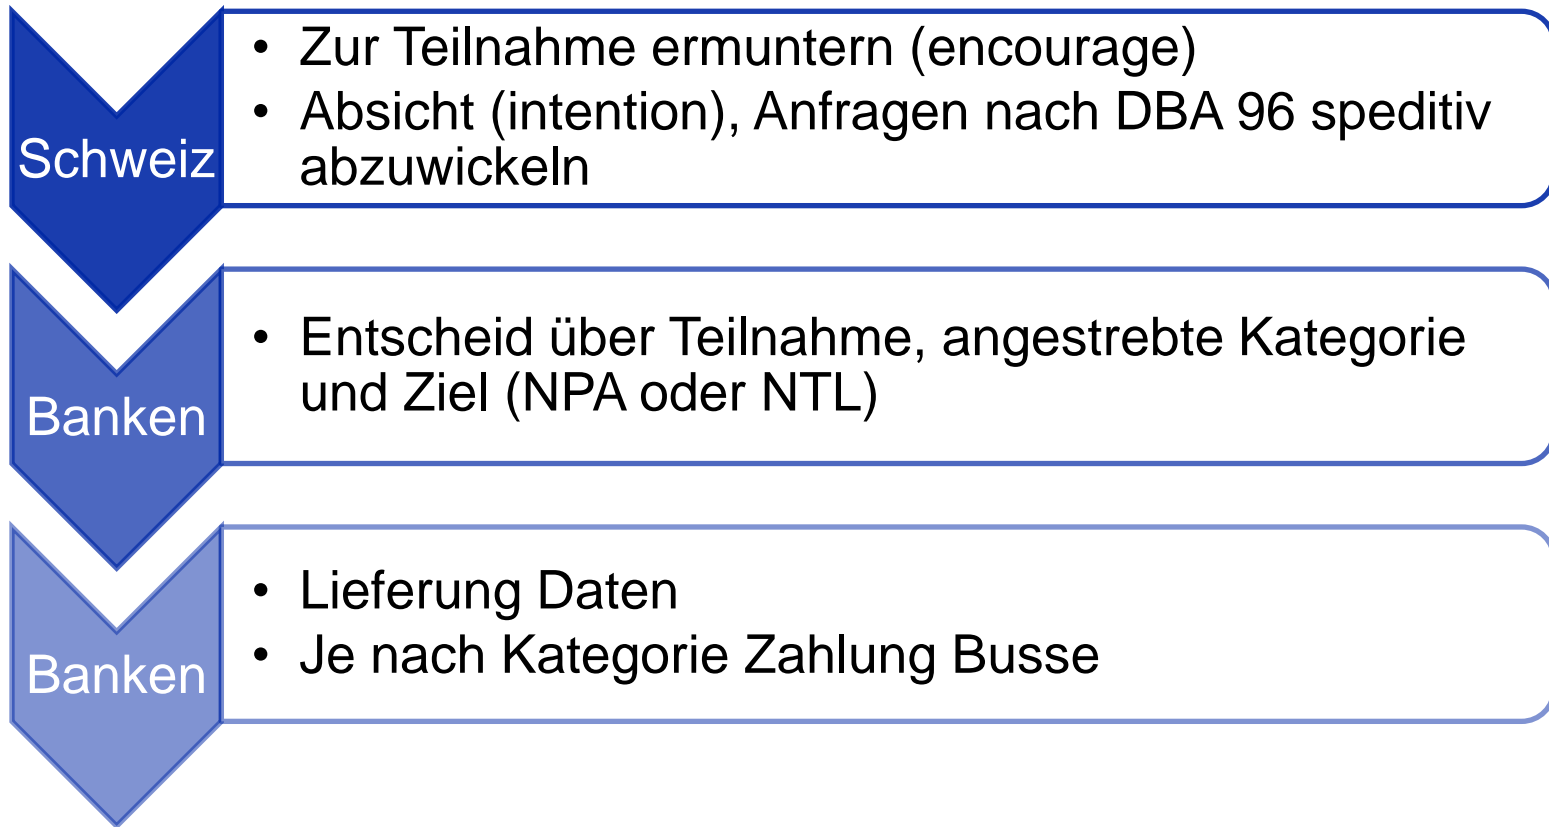 Schweiz
• Zur Teilnahme ermuntern (encourage)
• Absicht (intention), Anfragen nach DBA 96 speditiv
abzuwickeln
Banken
• Entscheid über Teilnahme, angestrebte Kategorie
und Ziel (NPA oder NTL)
Banken
• Lieferung Daten
• Je nach Kategorie Zahlung Busse